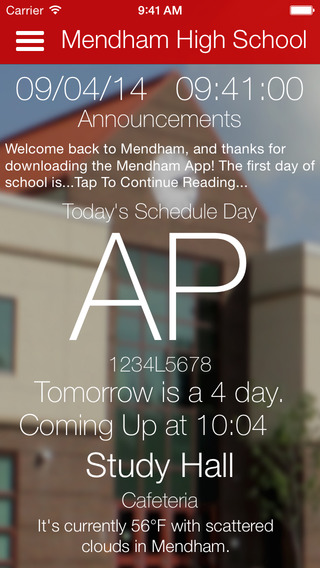 Carrier 9:41 AM
Mendham High School
09/04/14 09:41:00
Announcements
Welcome back to Mendham, and thanks for
downloading the Mendham App! The first day of
school is...Tap To Continue Reading...
Today's Schedule Day
AP
1234L5678
Tomorrow is a 4 day.
Coming Up at 10:04
Study Hall
Cafeteria
It's currently 56°F with scattered
clouds in Mendham.